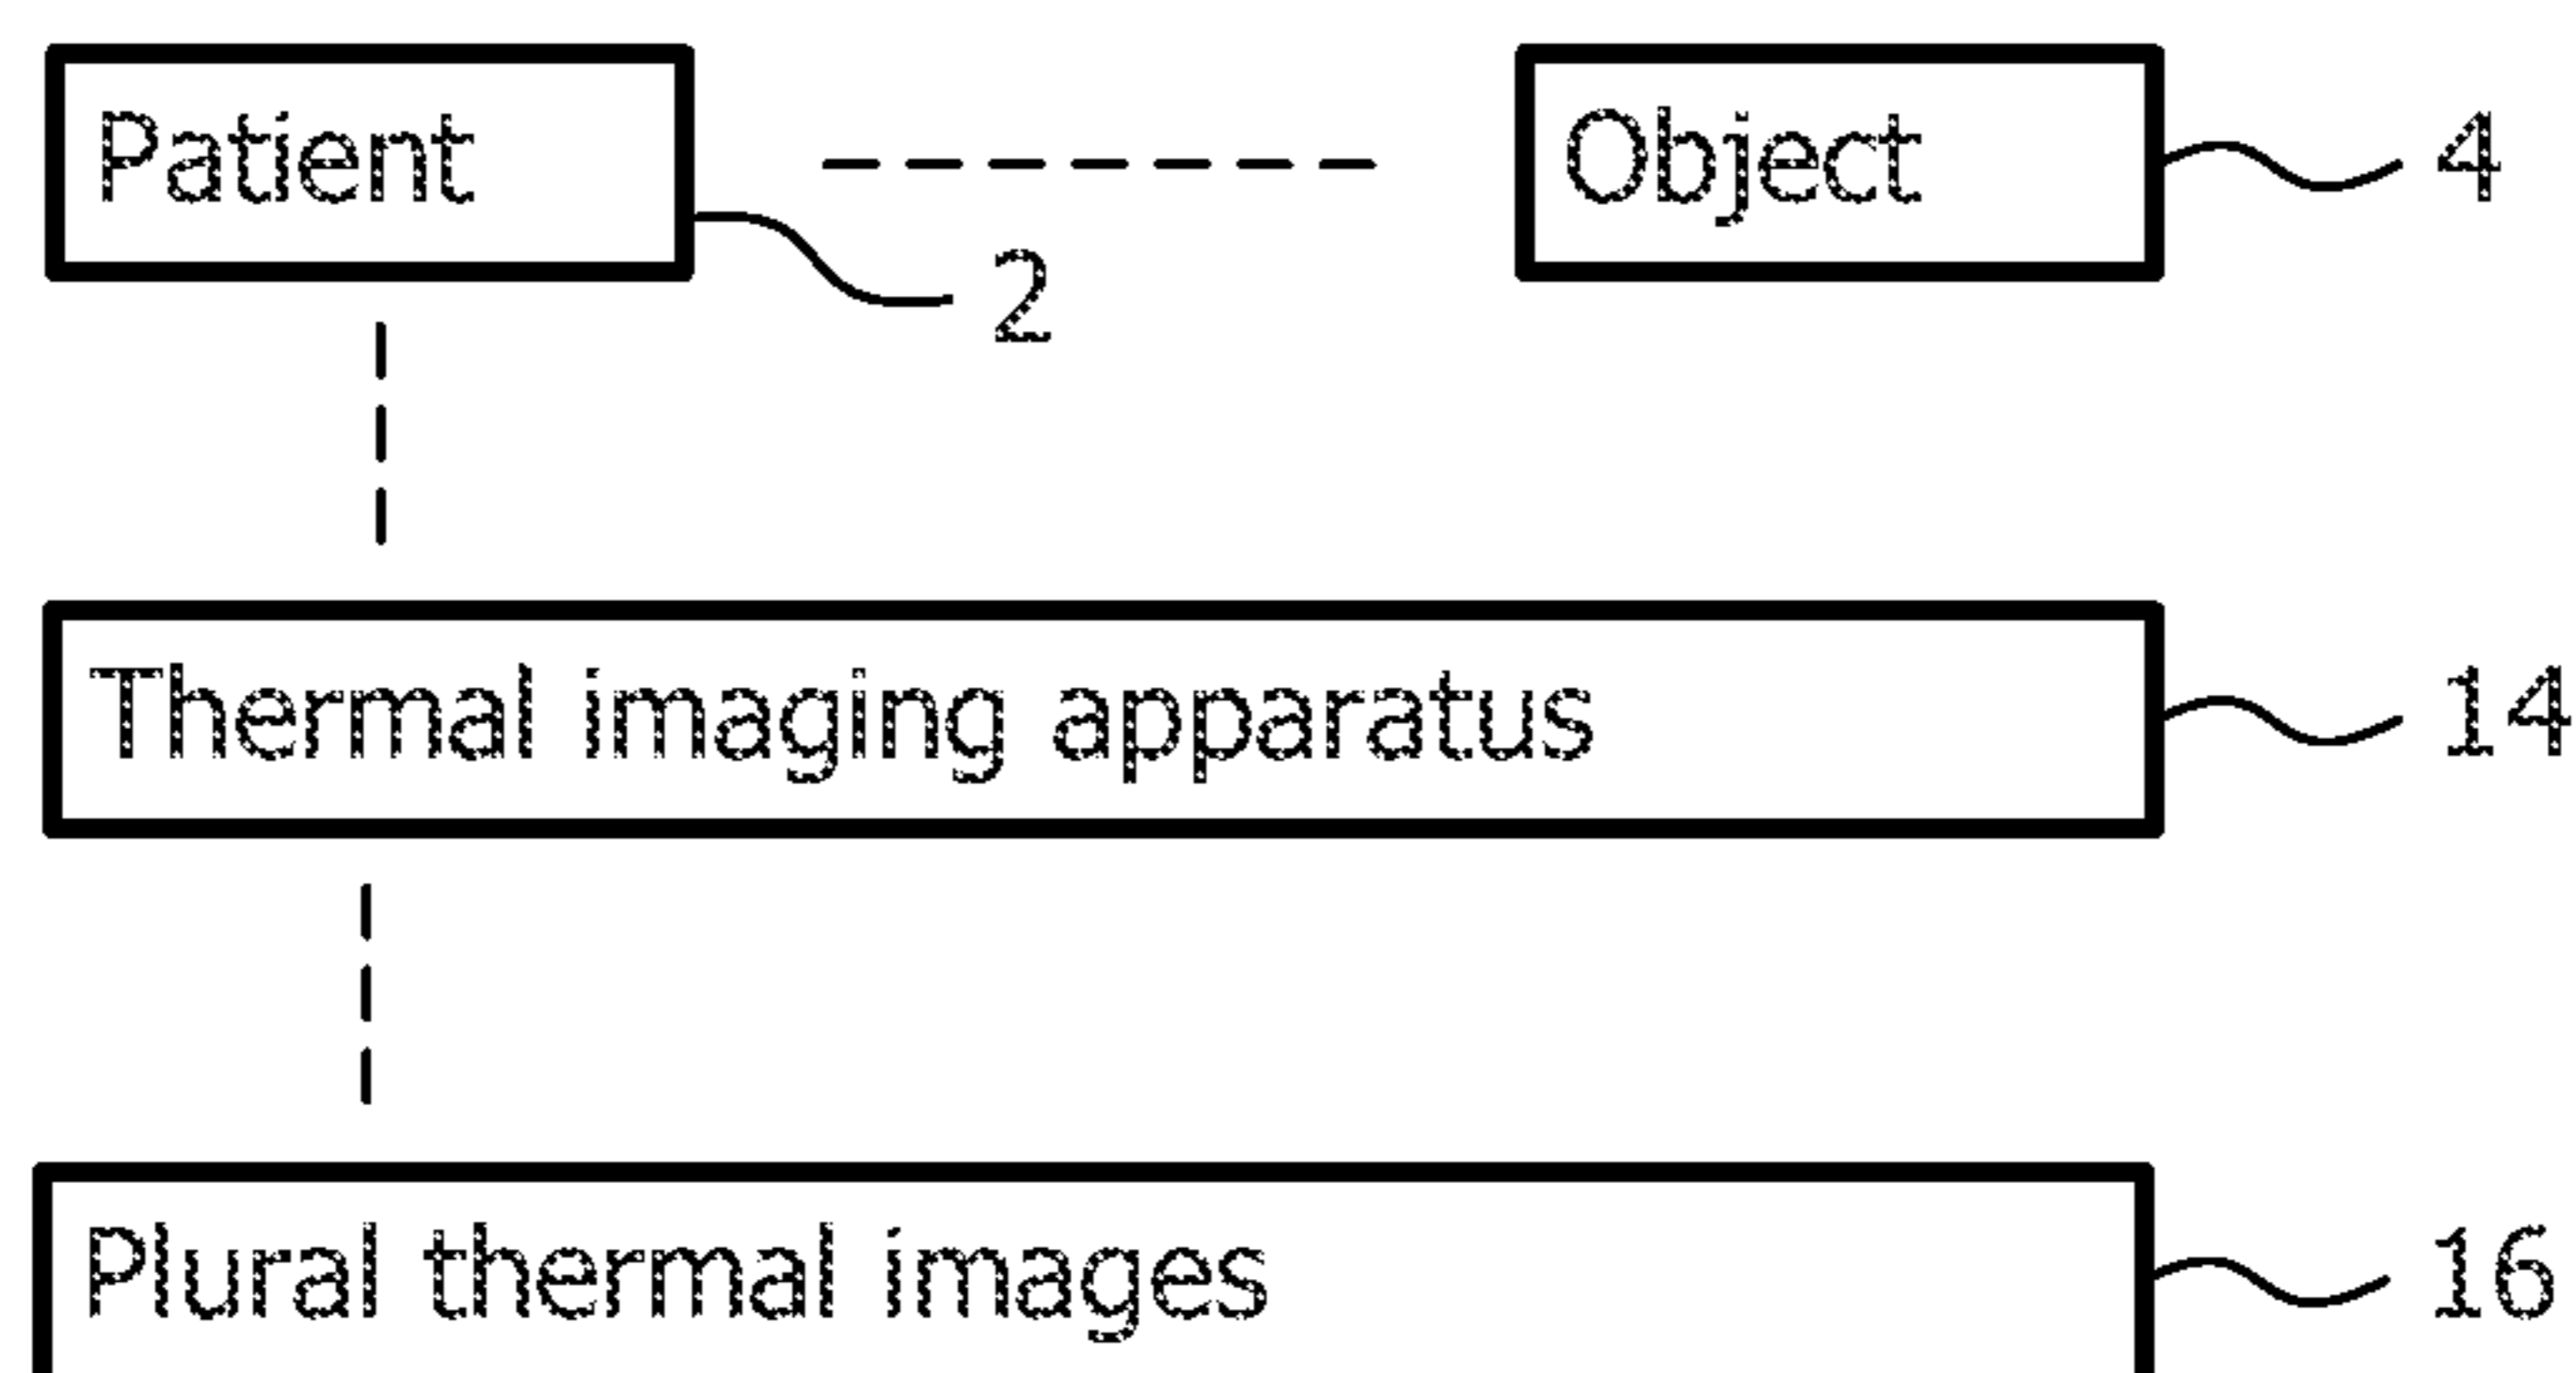 Patient
Object
4
2
Thermal imaging apparatus
14
Plural thermal images
16